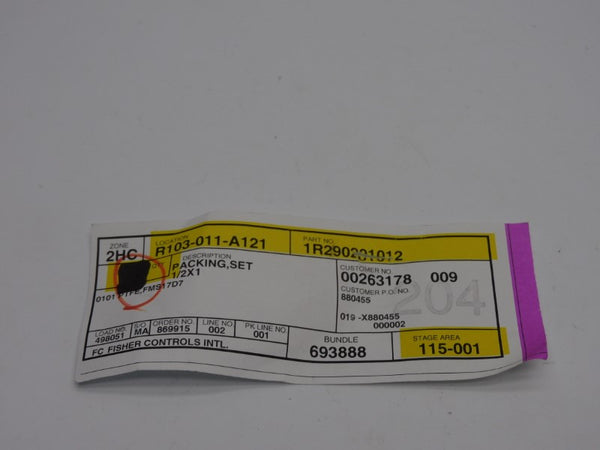 ZONE
2HC
LOCATION
R103-011-A121
PART NO.
1R290201012
DESCRIPTION
PACKING,SET
1/2X1
0101 PTFE,FMS17D7
CUSTOMER NO
00263178 009
CUSTOMER P.O. NO.
880455
204
019 -X880455
000002
LOAD NO. S/O ORDER NO. LINE NO PK LINE NO
498051 MA 869915 002 001
FC FISHER CONTROLS INTL.
BUNDLE
693888
STAGE AREA
115-001